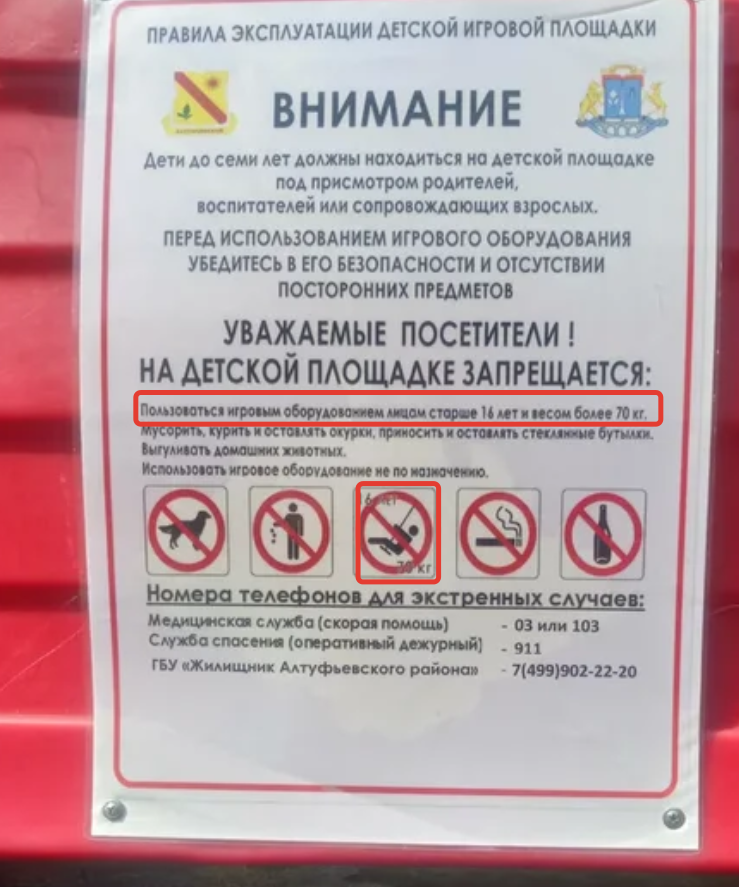 ПРАВИЛА ЭКСПЛУАТАЦИИ ДЕТСКОЙ ИГРОВОЙ ПЛОЩАДКИ
ВНИМАНИЕ
Дети до семи лет должны находиться на детской площадке
под присмотром родителей,
воспитателей или сопровождающих взрослых.
ПЕРЕД ИСПОЛЬЗОВАНИЕМ ИГРОВОГО ОБОРУДОВАНИЯ
УБЕДИТЕСЬ В ЕГО БЕЗОПАСНОСТИ И ОТСУТСТВИИ
ПОСТОРОННИХ ПРЕДМЕТОВ
УВАЖАЕМЫЕ ПОСЕТИТЕЛИ !
НА ДЕТСКОЙ ПЛОЩАДКЕ ЗАПРЕЩАЕТСЯ:
Пользоваться игровым оборудованием лицам старше 16 лет и весом более 70 кг.
Мусорить, курить и оставлять окурки, приносить и оставлять стеклянные бутылки.
Выгуливать домашних животных.
Использовать игровое оборудование не по назначению.
70 кг
Номера телефонов для экстренных случаев:
Медицинская служба (скорая помощь) - 03 или 103
Служба спасения (оперативный дежурный) - 911
ГБУ «Жилищник Алтуфьевского района» - 7(499)902-22-20